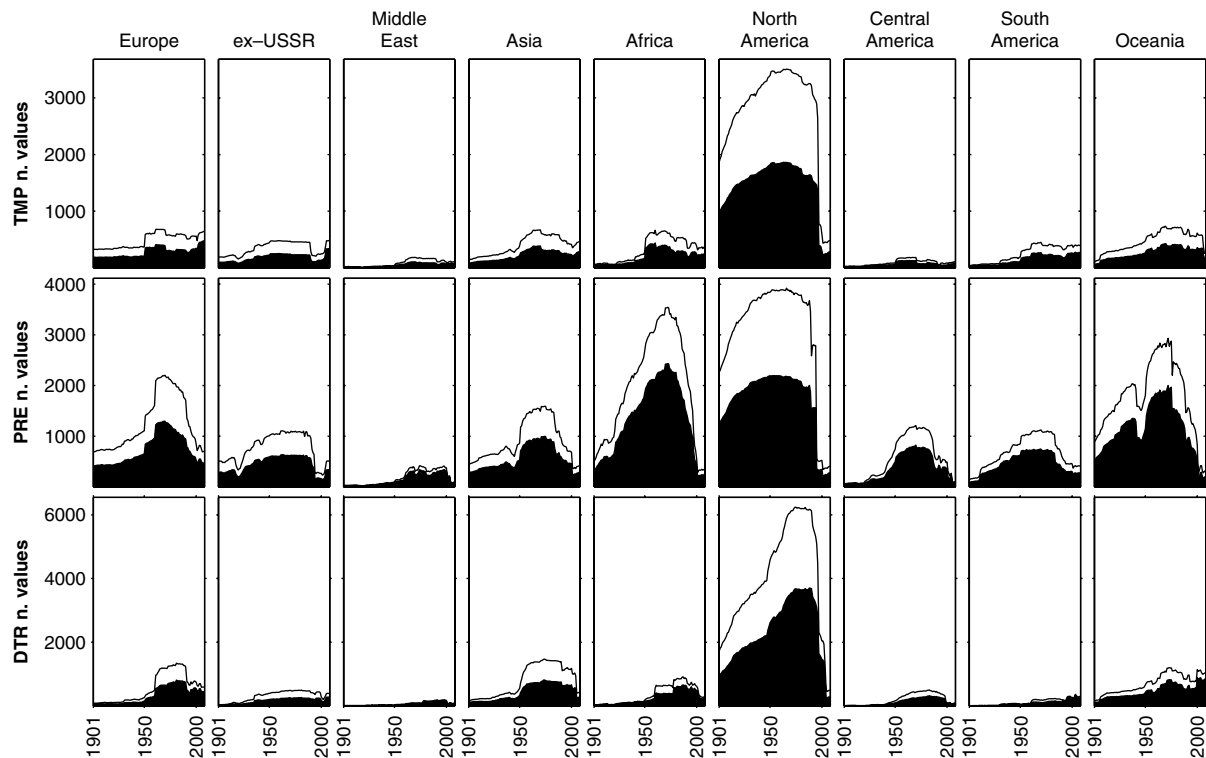 Europe
ex–USSR
Middle
East
Asia
Africa
North
America
Central
America
South
America
Oceania
TMP n. values
3000
2000
1000
PRE n. values
4000
3000
2000
1000
DTR n. values
6000
4000
2000
1901
1950
2000
1901
1950
2000
1901
1950
2000
1901
1950
2000
1901
1950
2000
1901
1950
2000
1901
1950
2000
1901
1950
2000
1901
1950
2000